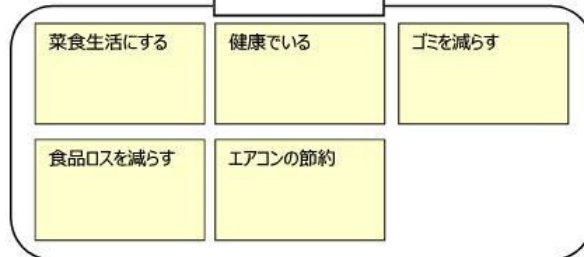 菜食生活にする
健康でいる
ゴミを減らす
食品ロスを減らす
エアコンの節約